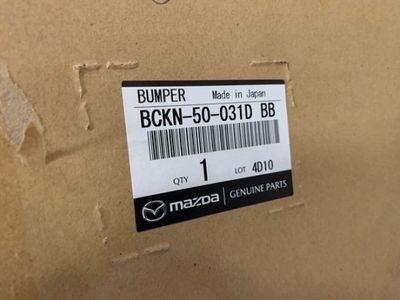 BUMPER Made in Japan
BCKN-50-031D BB
QTY 1 LOT 4D10
mazda GENUINE PARTS